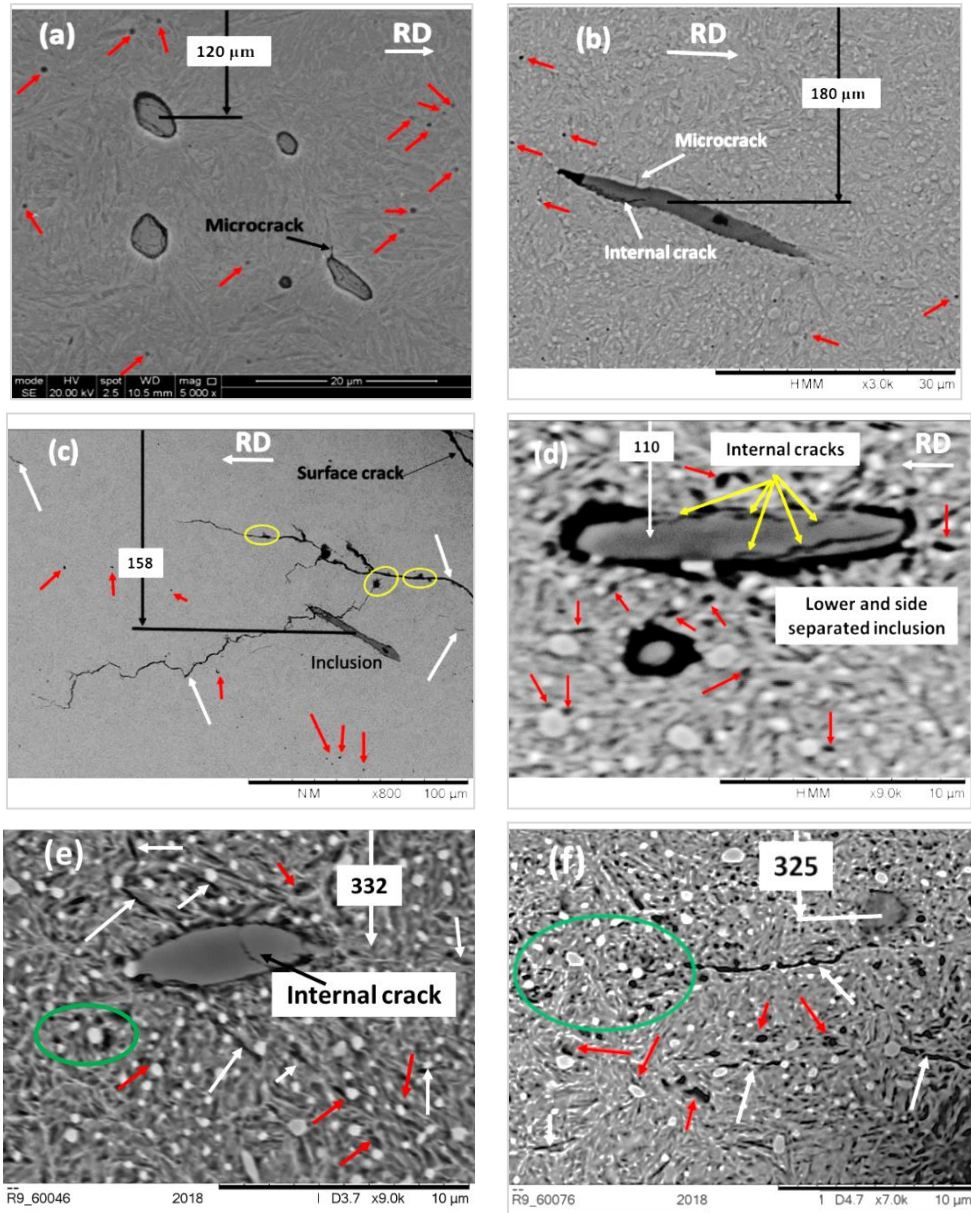 (a)
RD
120 µm
Microcrack
mode HV spot WD mag □
SE 20.00 kV 2.5 10.5 mm 5 000 x
20 µm
(b)
RD
180 µm
Microcrack
Internal crack
HMM x3.0k 30 µm
(c)
RD
Surface crack
158
Inclusion
NM x800 100 µm
(d)
110
Internal cracks
RD
Lower and side
separated inclusion
HMM x9.0k 10 µm
(e)
332
Internal crack
R9_60046 2018 l D3.7 x9.0k 10 µm
(f)
325
R9_60076 2018 1 D4.7 x7.0k 10 µm